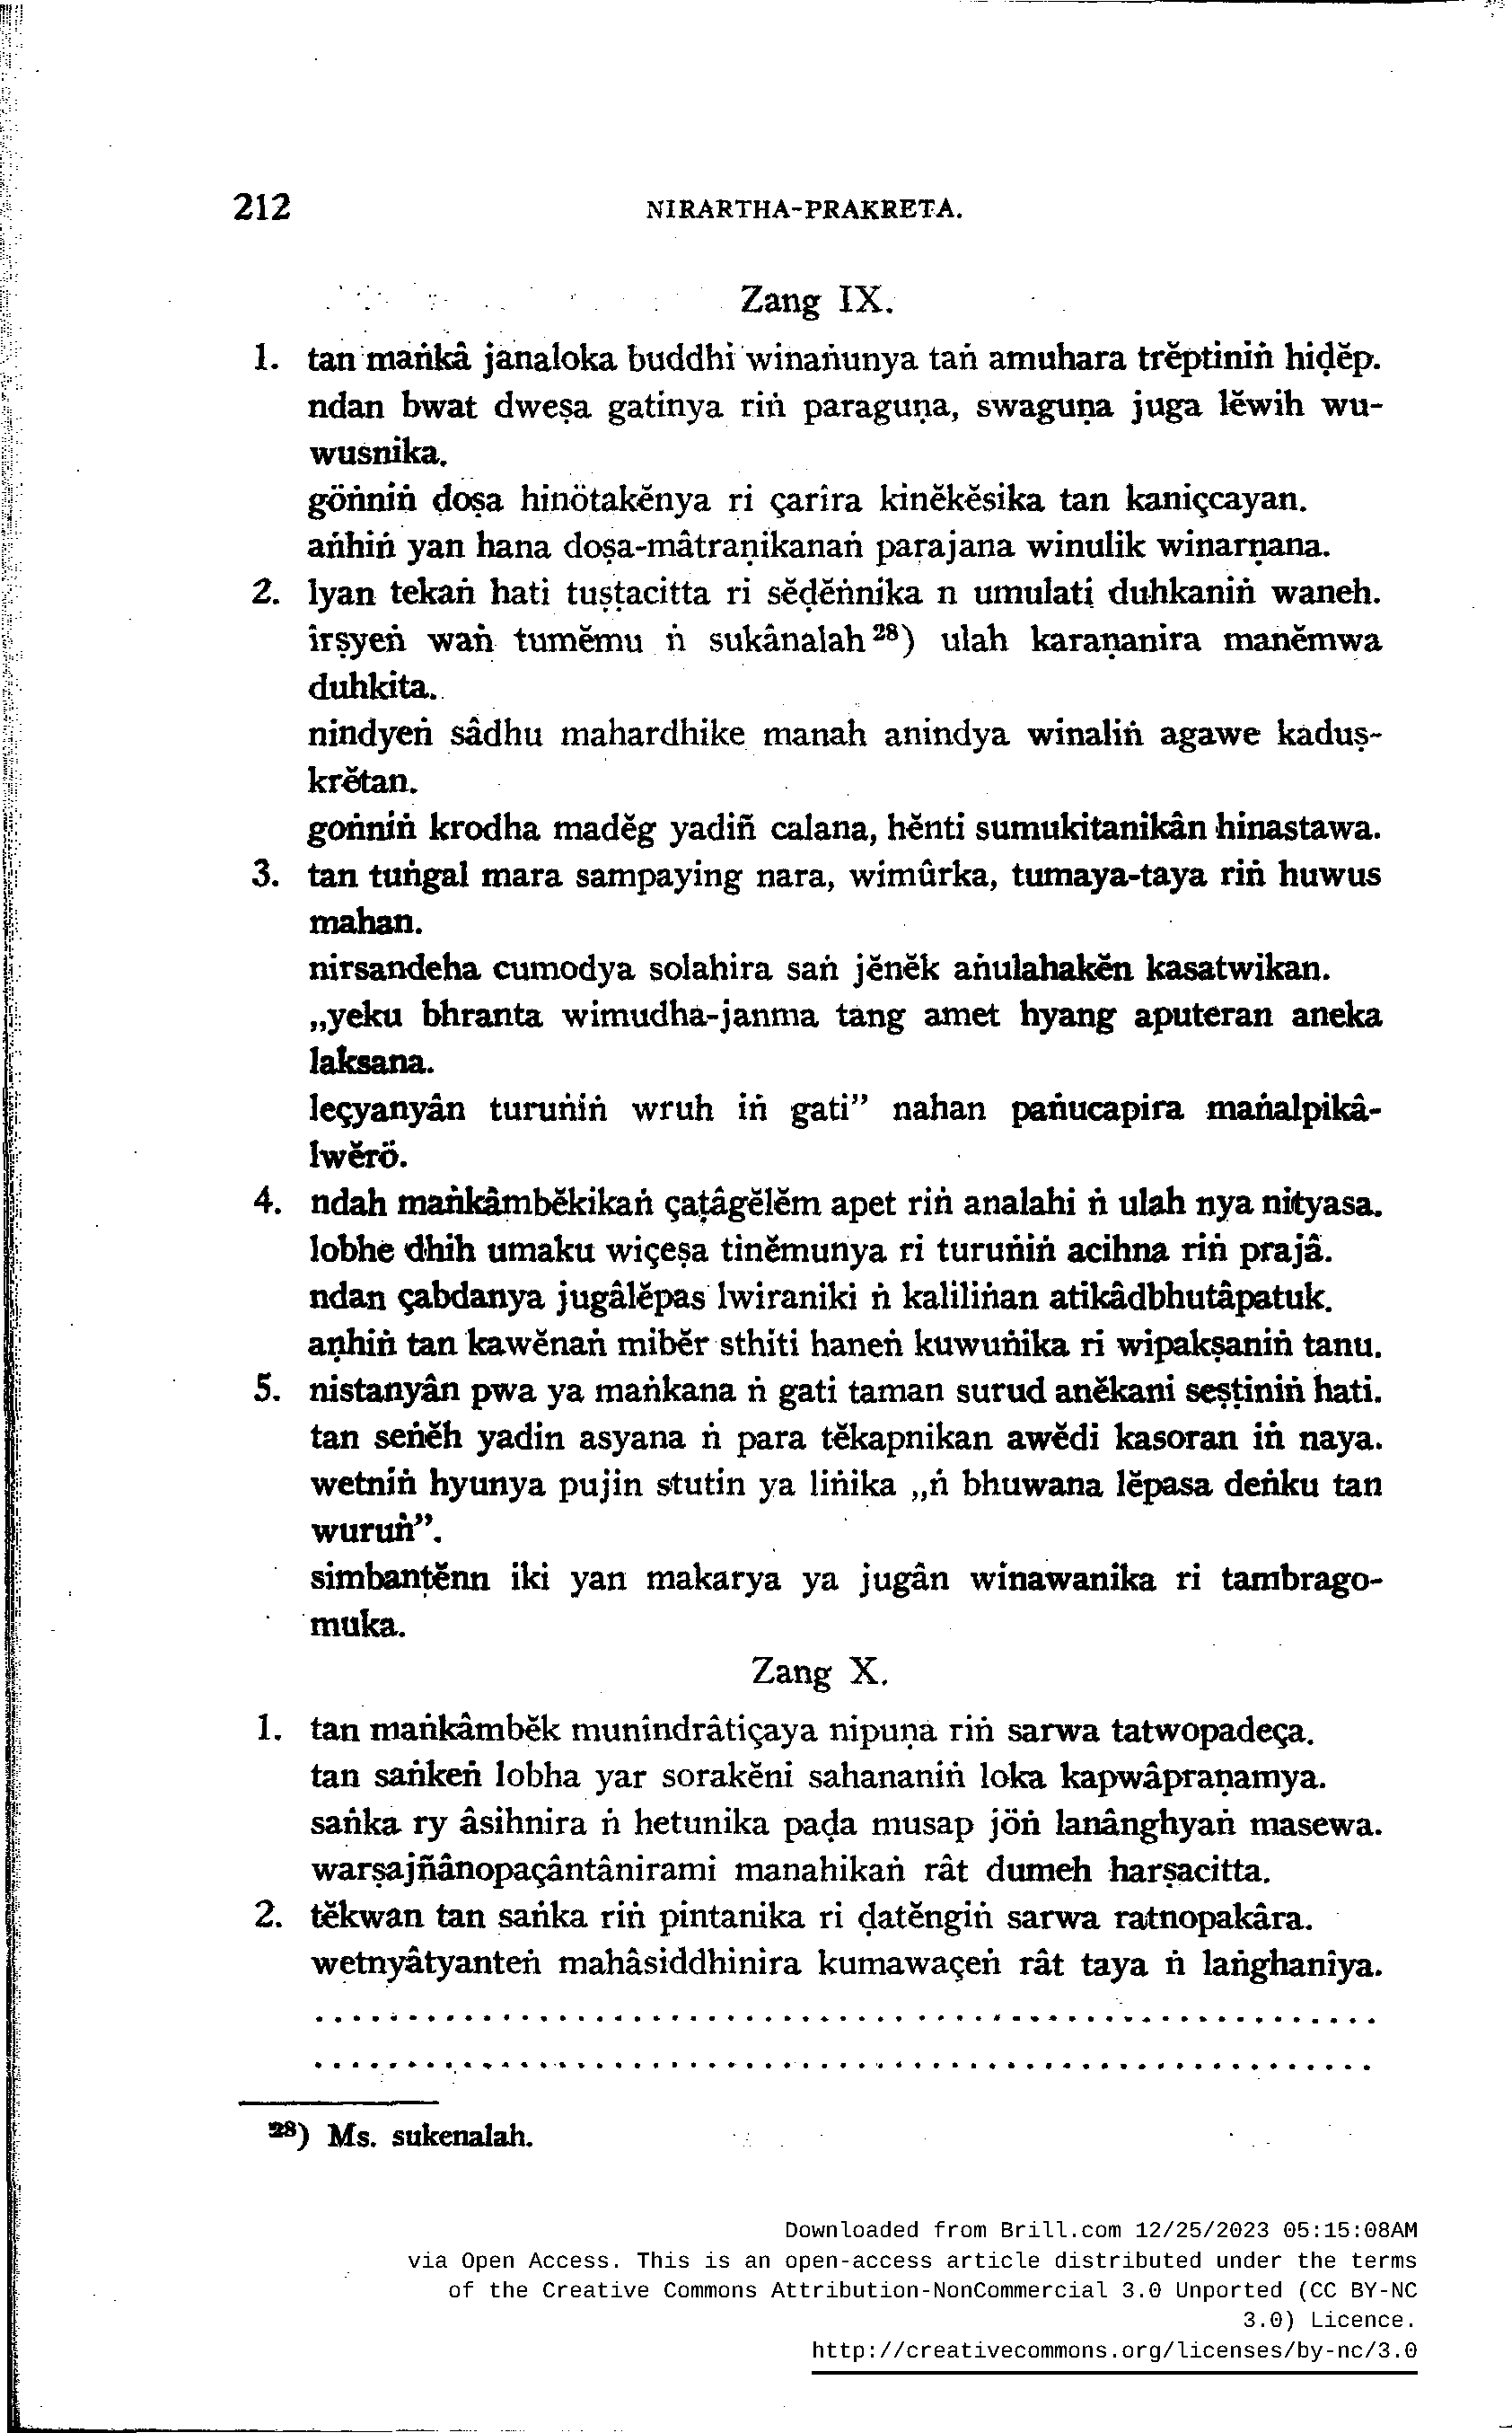 212 NIRARTHA-PRAKRETA.
Zang IX.
1. tan maṅkâ janaloka buddhi winaṅunya taṅ amuhara trĕptiniṅ hiḍĕp.
ndan bwat dweṣa gatinya riṅ paraguṇa, swaguṇa juga lĕwih wu-
wusnika.
göṅniṅ ḍoṣa hinötakĕnya ri çarîra kinĕkĕsika tan kaniçcayan.
aṅhiṅ yan hana doṣa-mâtraṇikanaṅ parajana winulik winarṇana.
2. lyan tekaṅ hati tuṣṭacitta ri sĕḍĕṅnika n umulati duhkaniṅ waneh.
îrṣyeṅ waṅ tumĕmu ṅ sukânalah ²⁸) ulah karaṇanira manĕmwa
duhkita.
nindyeṅ sâdhu mahardhike manah anindya winaliṅ agawe kaduṣ-
krĕtan.
goṅniṅ krodha madĕg yadiñ calana, hĕnti sumukitanikân hinastawa.
3. tan tuṅgal mara sampaying nara, wimûrka, tumaya-taya riṅ huwus
mahan.
nirsandeha cumodya solahira saṅ jĕnĕk aṅulahakĕn kasatwikan.
„yeku bhranta wimudha-janma tang amet hyang aputeran aneka
laksana.
leçyanyân turuṅiṅ wruh iṅ gati” nahan paṅucapira maṅalpikâ-
lwĕrö.
4. ndah maṅkâmbĕkikaṅ çaṭâgĕlĕm apet riṅ analahi ṅ ulah nya nityasa.
lobhe dhih umaku wiçeṣa tinĕmunya ri turuṅiṅ acihna riṅ prajâ.
ndan çabdanya jugâlĕpas lwiraniki ṅ kaliliṅan atikâdbhutâpatuk.
aṇhiṅ tan kawĕnaṅ mibĕr sthiti haneṅ kuwuṅika ri wipakṣaniṅ tanu.
5. nistanyân pwa ya maṅkana ṅ gati taman surud anĕkani seṣṭiniṅ hati.
tan seṅĕh yadin asyana ṅ para tĕkapnikan awĕdi kasoran iṅ naya.
wetniṅ hyunya pujin stutin ya liṅika „ṅ bhuwana lĕpasa deṅku tan
wuruṅ”.
simbanṭĕnn iki yan makarya ya jugân winawanika ri tambrago-
muka.
Zang X.
1. tan maṅkâmbĕk munîndrâtiçaya nipuṇa riṅ sarwa tatwopadeça.
tan saṅkeṅ lobha yar sorakĕni sahananiṅ loka kapwâpraṇamya.
saṅka ry âsihnira ṅ hetunika paḍa musap jöṅ lanânghyaṅ masewa.
warṣajñânopaçântânirami manahikaṅ rât dumeh harṣacitta.
2. tĕkwan tan saṅka riṅ pintanika ri ḍatĕngiṅ sarwa ratnopakâra.
wetnyâtyanteṅ mahâsiddhinira kumawaçeṅ rât taya ṅ laṅghanîya.
.........................................................
.........................................................
²⁸) Ms. sukenalah.
Downloaded from Brill.com 12/25/2023 05:15:08AM
via Open Access. This is an open-access article distributed under the terms
of the Creative Commons Attribution-NonCommercial 3.0 Unported (CC BY-NC
3.0) Licence.
http://creativecommons.org/licenses/by-nc/3.0